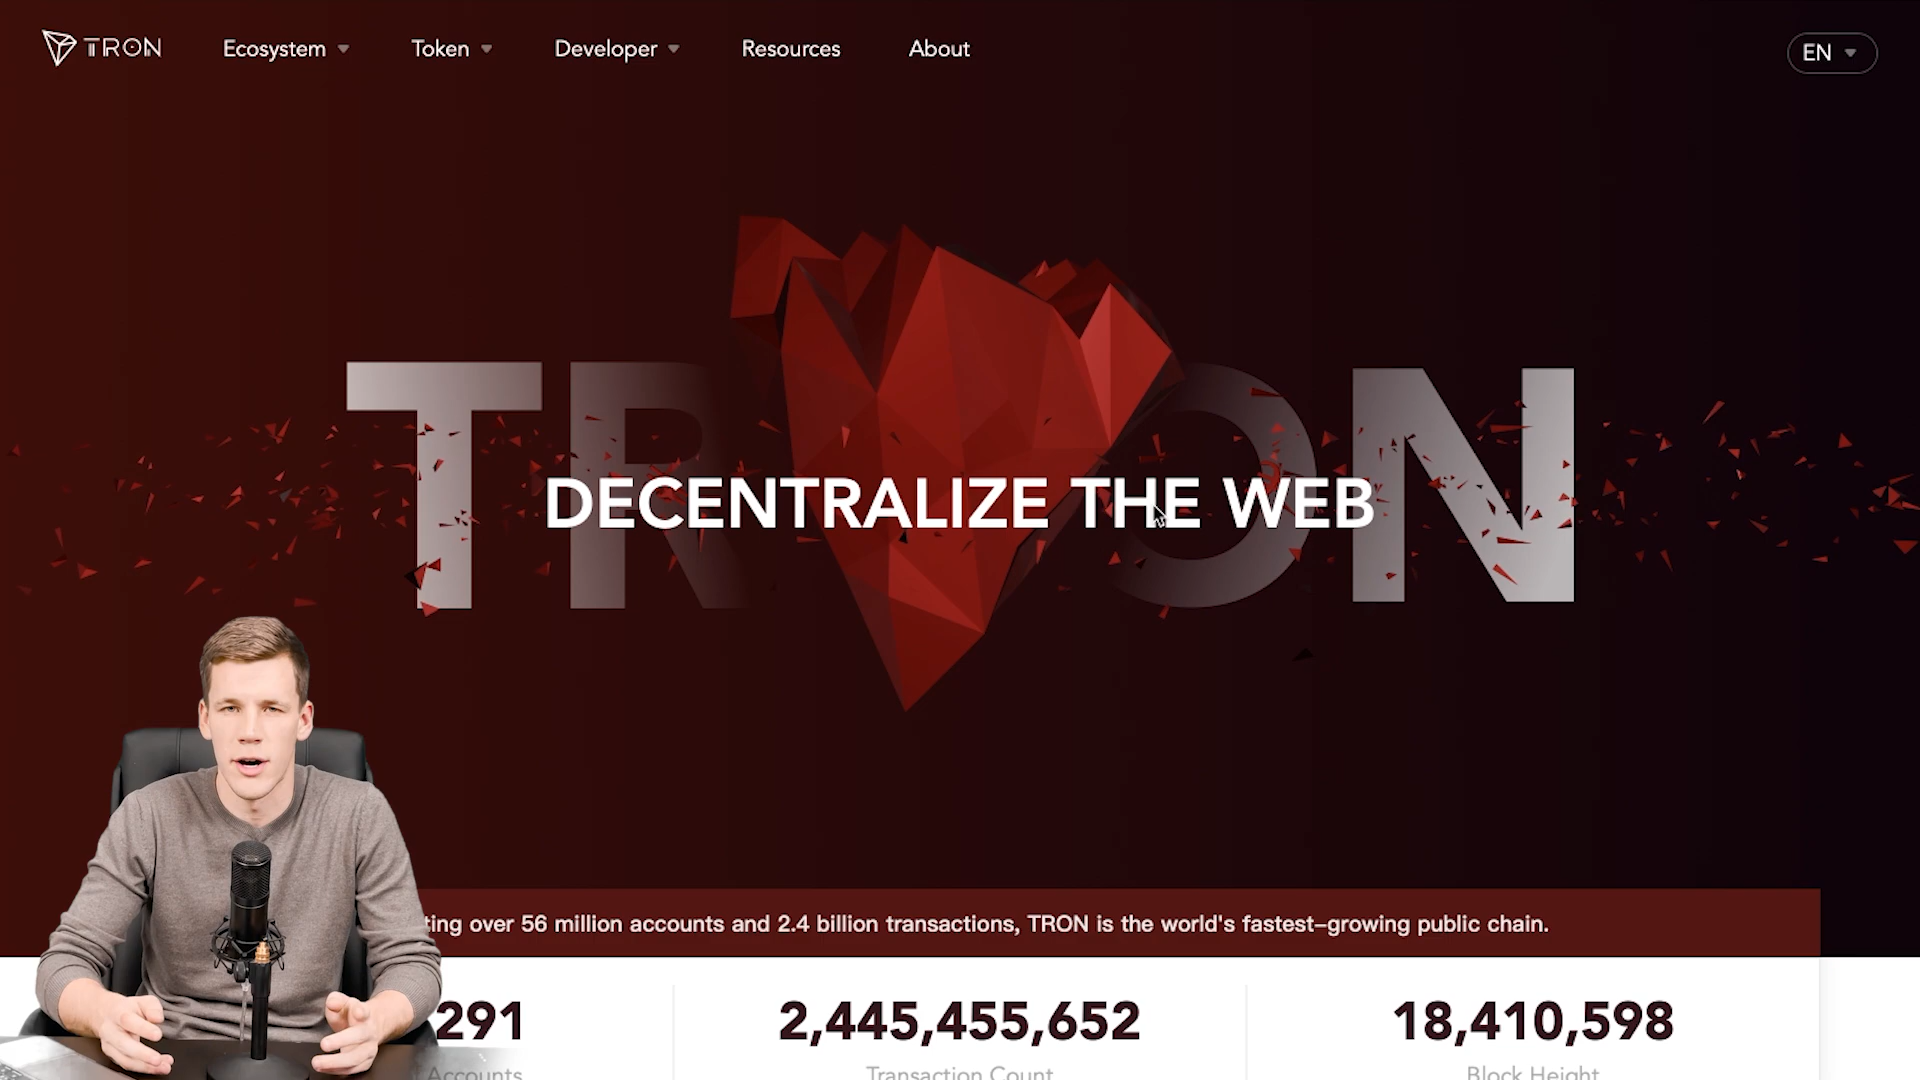 TRON
Ecosystem
Token
Developer
Resources
About
EN
TRON
DECENTRALIZE THE WEB
over 56 million accounts and 2.4 billion transactions, TRON is the world's fastest-growing public chain.
291
2,445,455,652
18,410,598
Accounts
Transaction Count
Block Height